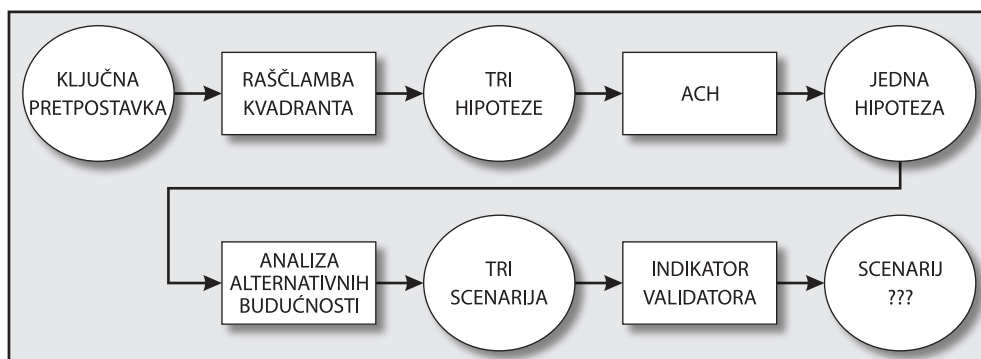 KLJUČNA
PRETPOSTAVKA
RAŠČLAMBA
KVADRANTA
TRI
HIPOTEZE
ACH
JEDNA
HIPOTEZA
ANALIZA
ALTERNATIVNIH
BUDUĆNOSTI
TRI
SCENARIJA
INDIKATOR
VALIDATORA
SCENARIJ
???